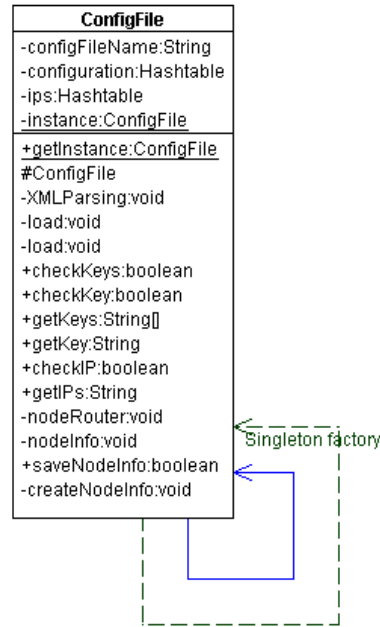 ConfigFile
-configFileName:String
-configuration:Hashtable
-ips:Hashtable
-instance:ConfigFile
+getInstance:ConfigFile
#ConfigFile
-XMLParsing:void
-load:void
-load:void
+checkKeys:boolean
+checkKey:boolean
+getKeys:String[]
+getKey:String
+checkIP:boolean
+getIPs:String
-nodeRouter:void
-nodeInfo:void
Singleton factory
+saveNodeInfo:boolean
-createNodeInfo:void